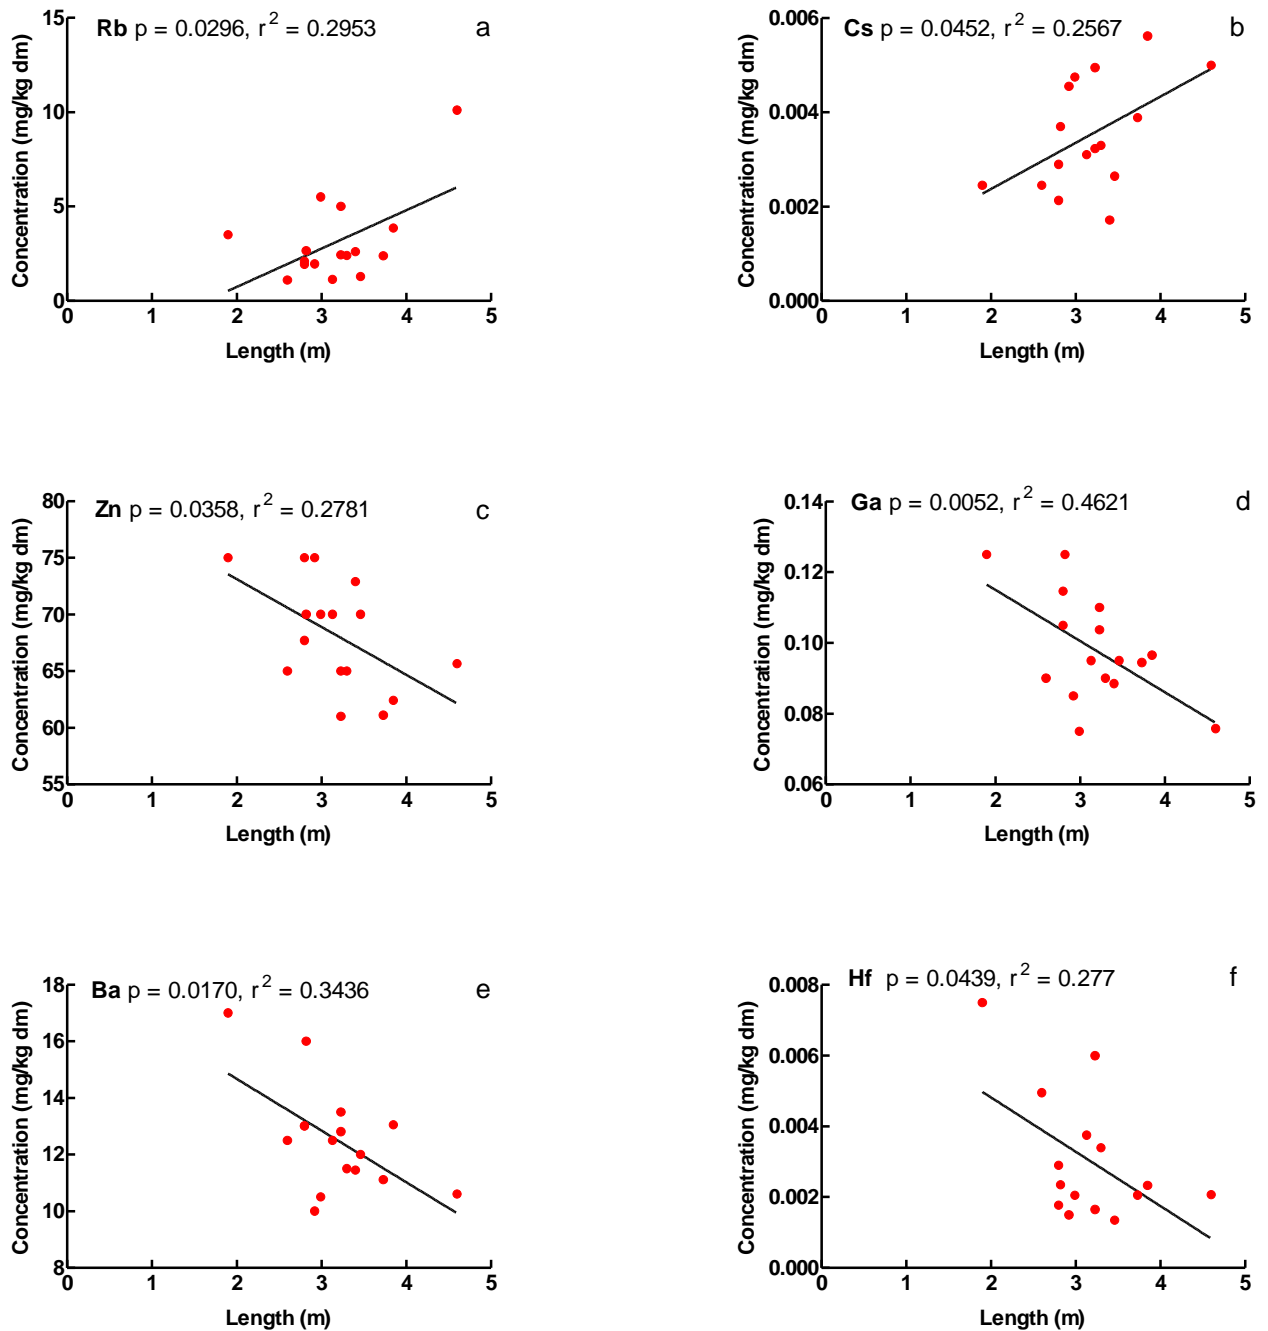 Rb p = 0.0296, r² = 0.2953
a
Concentration (mg/kg dm)
15
10
5
0
0 1 2 3 4 5
Length (m)
Cs p = 0.0452, r² = 0.2567
b
Concentration (mg/kg dm)
0.006
0.004
0.002
0.000
0 1 2 3 4 5
Length (m)
Zn p = 0.0358, r² = 0.2781
c
Concentration (mg/kg dm)
80
75
70
65
60
55
0 1 2 3 4 5
Length (m)
Ga p = 0.0052, r² = 0.4621
d
Concentration (mg/kg dm)
0.14
0.12
0.10
0.08
0.06
0 1 2 3 4 5
Length (m)
Ba p = 0.0170, r² = 0.3436
e
Concentration (mg/kg dm)
18
16
14
12
10
8
0 1 2 3 4 5
Length (m)
Hf p = 0.0439, r² = 0.277
f
Concentration (mg/kg dm)
0.008
0.006
0.004
0.002
0.000
0 1 2 3 4 5
Length (m)